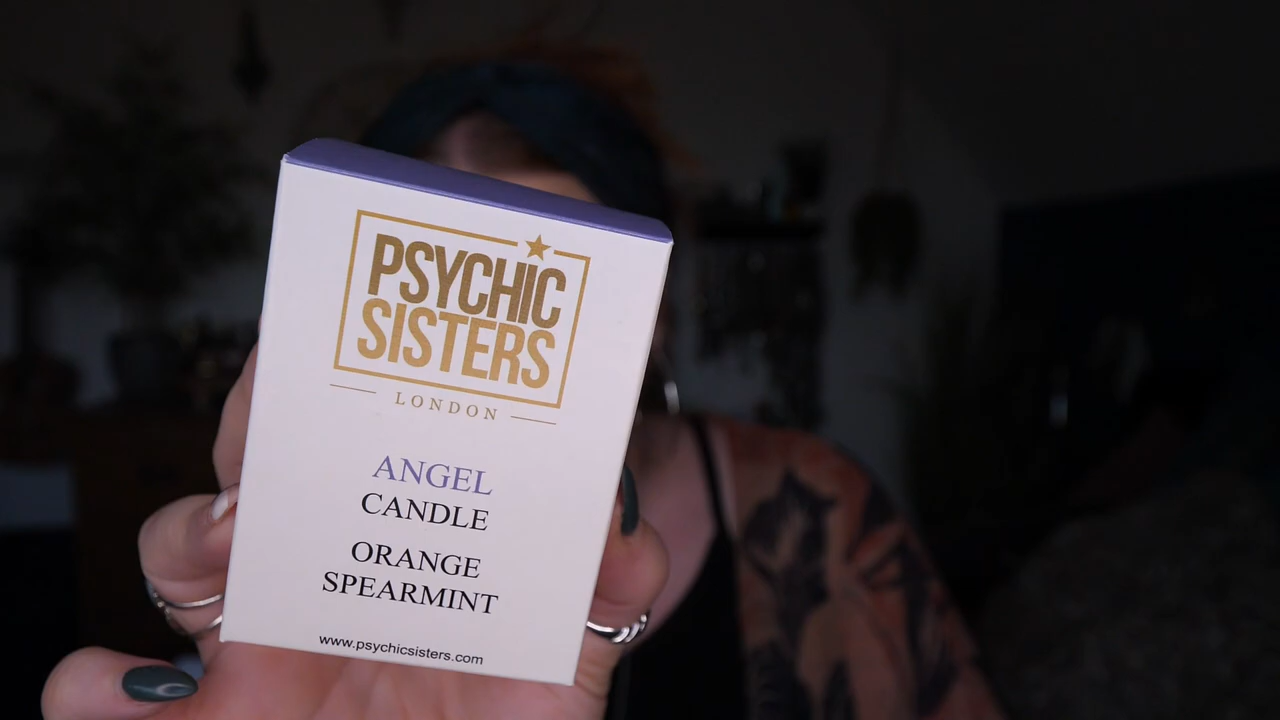 PSYCHIC
SISTERS
LONDON
ANGEL
CANDLE
ORANGE
SPEARMINT
www.psychicsisters.com